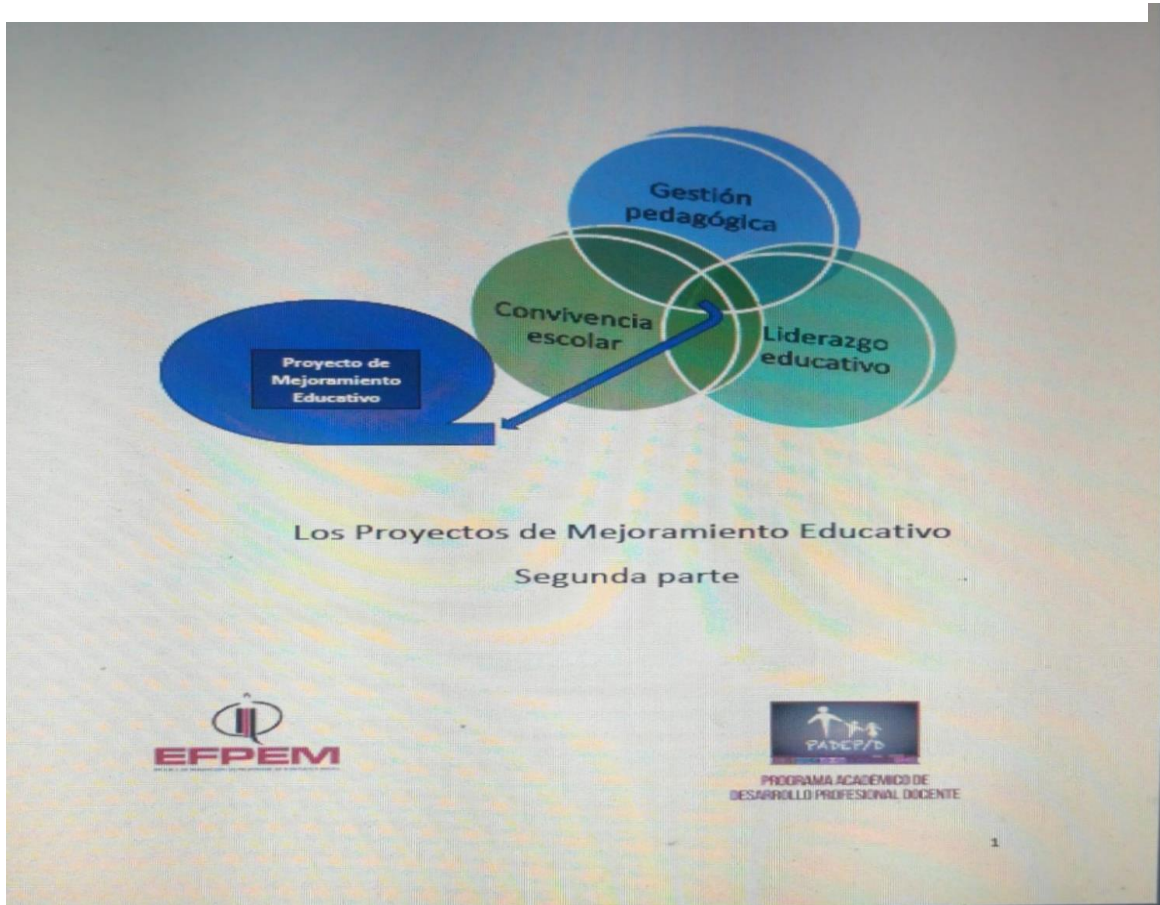 Gestión
pedagógica
Convivencia
escolar
Liderazgo
educativo
Proyecto de
Mejoramiento
Educativo
Los Proyectos de Mejoramiento Educativo
Segunda parte
EFPEM
PADEP/D
PROGRAMA ACADÉMICO DE
DESARROLLO PROFESIONAL DOCENTE
1